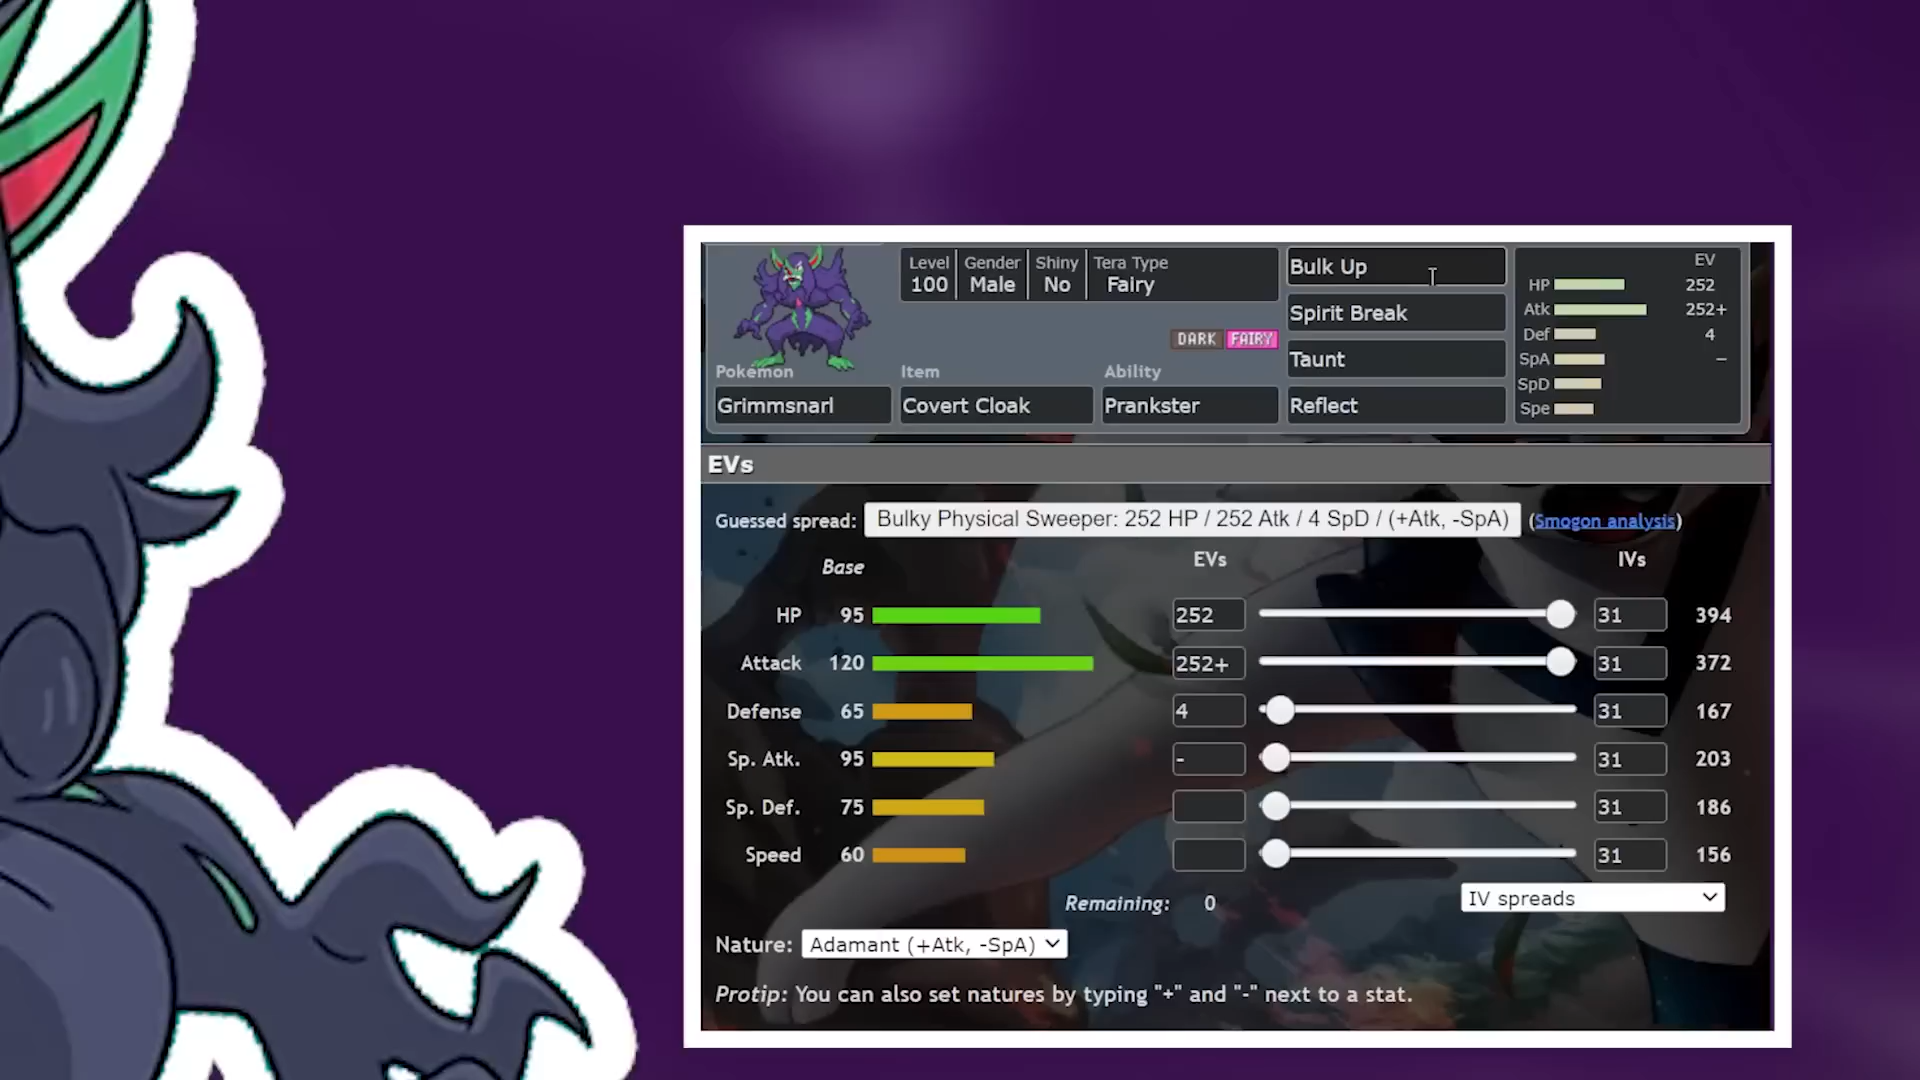 Level Gender Shiny Tera Type
100 Male No Fairy
DARK FAIRY
Pokémon Item Ability
Grimmsnarl Covert Cloak Prankster
Bulk Up
Spirit Break
Taunt
Reflect
EV
HP 252
Atk 252+
Def 4
SpA −
SpD
Spe
EVs
Guessed spread: Bulky Physical Sweeper: 252 HP / 252 Atk / 4 SpD / (+Atk, -SpA) (Smogon analysis)
Base EVs IVs
HP 95 252 31 394
Attack 120 252+ 31 372
Defense 65 4 31 167
Sp. Atk. 95 - 31 203
Sp. Def. 75 31 186
Speed 60 31 156
Remaining: 0 IV spreads
Nature: Adamant (+Atk, -SpA)
Protip: You can also set natures by typing "+" and "-" next to a stat.